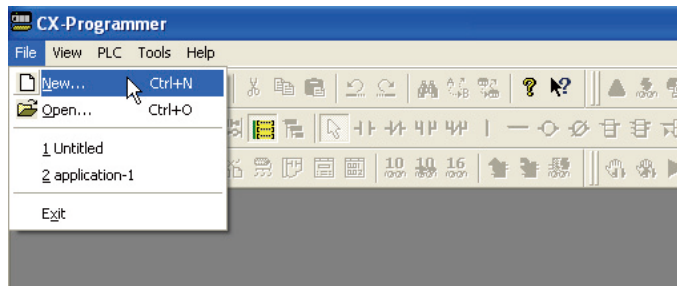 CX-Programmer
File View PLC Tools Help
New... Ctrl+N
Open... Ctrl+O
1 Untitled
2 application-1
Exit
10 10 16